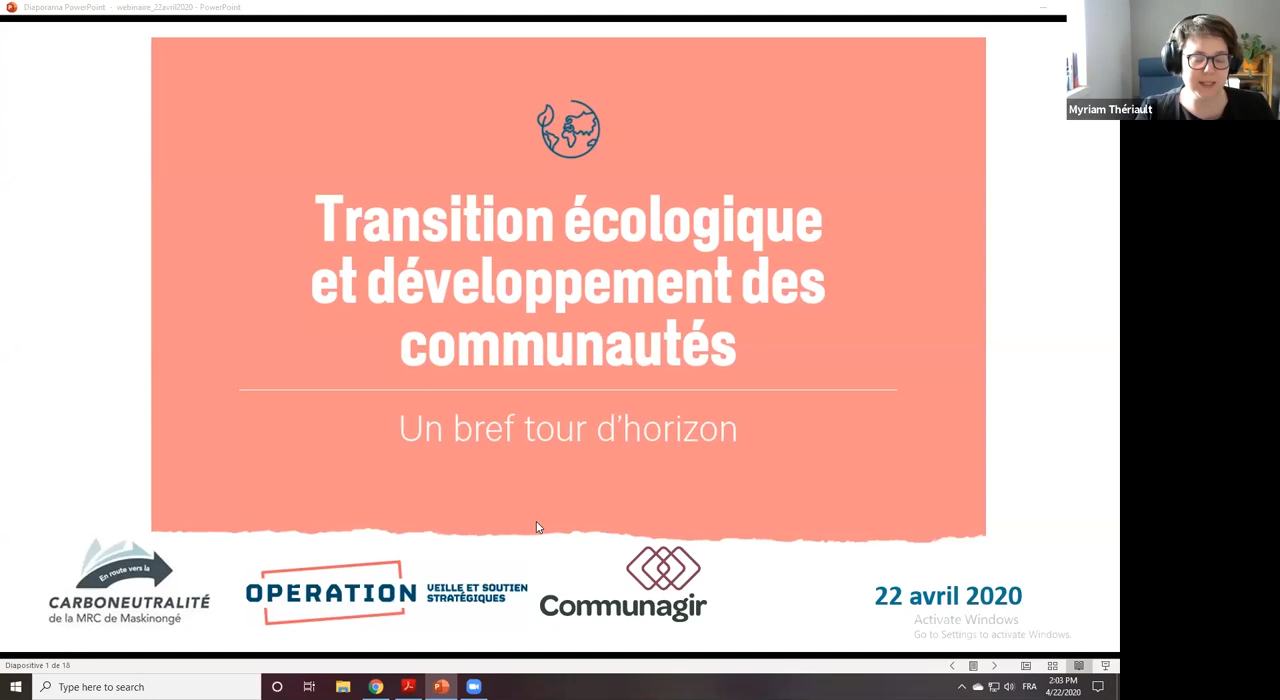 Diaporama PowerPoint - webinaire_22avril2020 - PowerPoint
Myriam Thériault
Transition écologique
et développement des
communautés
Un bref tour d'horizon
En route vers la
CARBONEUTRALITÉ
de la MRC de Maskinongé
OPERATION
VEILLE ET SOUTIEN
STRATÉGIQUES
Communagir
22 avril 2020
Activate Windows
Go to Settings to activate Windows.
Diapositive 1 de 18
Type here to search
FRA
2:03 PM
4/22/2020